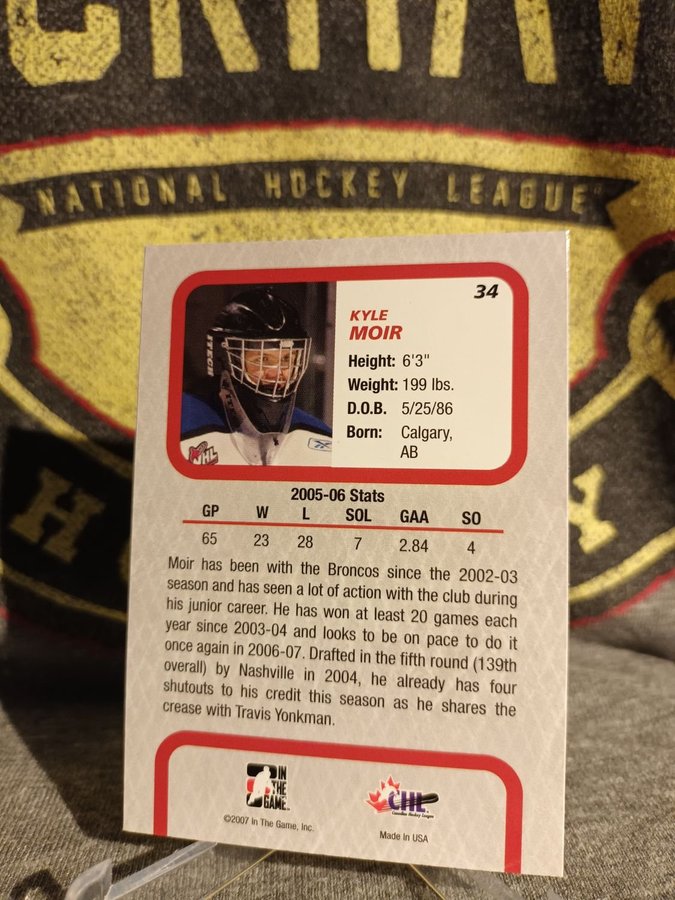 CKHAW
NATIONAL HOCKEY LEAGUE
34
KYLE
MOIR
Height: 6'3"
Weight: 199 lbs.
D.O.B. 5/25/86
Born: Calgary,
AB
ITECH
WHL
2005-06 Stats
GP W L SOL GAA SO
65 23 28 7 2.84 4
Moir has been with the Broncos since the 2002-03
season and has seen a lot of action with the club during
his junior career. He has won at least 20 games each
year since 2003-04 and looks to be on pace to do it
once again in 2006-07. Drafted in the fifth round (139th
overall) by Nashville in 2004, he already has four
shutouts to his credit this season as he shares the
crease with Travis Yonkman.
H
Y
IN
THE
GAME
CHL
Canadian Hockey League
©2007 In The Game, Inc.
Made In USA